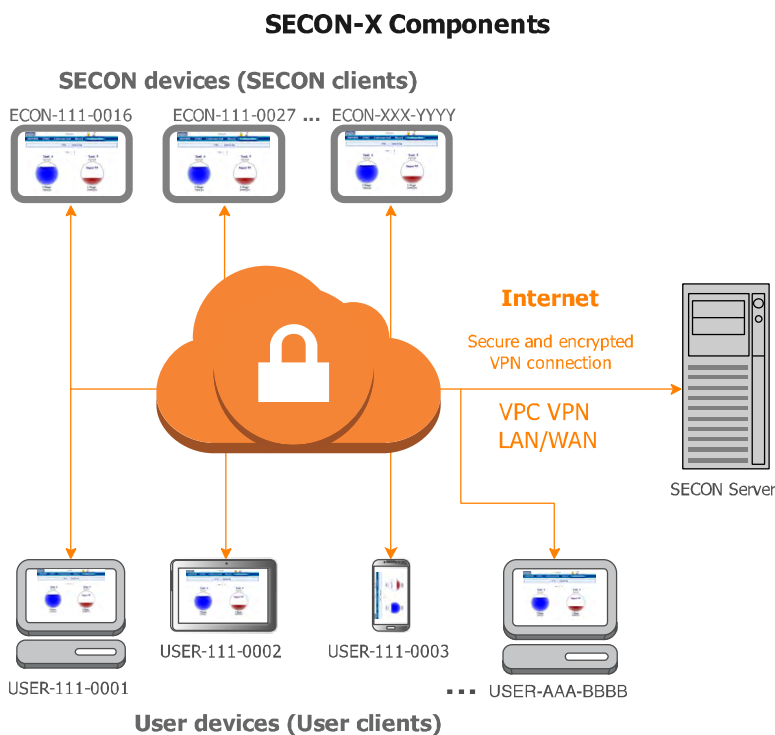 SECON-X Components
SECON devices (SECON clients)
ECON-111-0016
ECON-111-0027 ...
ECON-XXX-YYYY
Internet
Secure and encrypted
VPN connection
VPC VPN
LAN/WAN
SECON Server
USER-111-0001
USER-111-0002
USER-111-0003
... USER-AAA-BBBB
User devices (User clients)